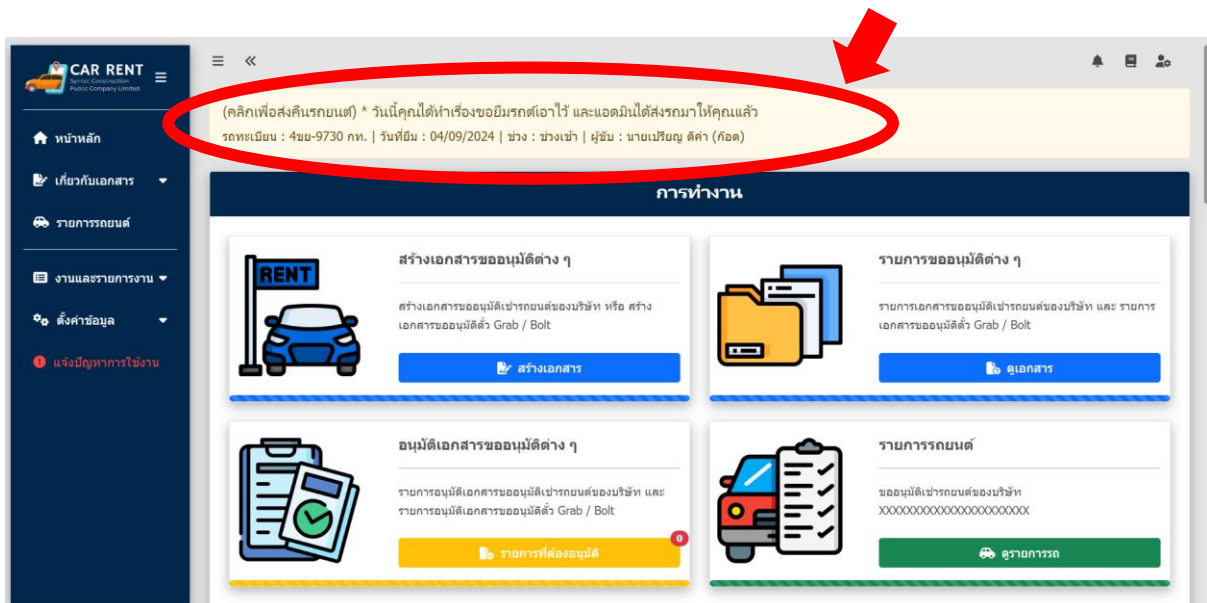 CAR RENT
Syntec Construction
Public Company Limited
(คลิกเพื่อส่งคืนรถยนต์) * วันนี้คุณได้ทำเรื่องขอยืมรถต์เอาไว้ และแอดมินได้ส่งรถมาให้คุณแล้ว
รถทะเบียน : 4ขย-9730 กท. | วันที่ยืม : 04/09/2024 | ช่วง : ช่วงเช้า | ผู้ขับ : นายเปรียญ ดีคำ (ก๊อต)
หน้าหลัก
เกี่ยวกับเอกสาร
รายการรถยนต์
งานและรายการงาน
ตั้งค่าข้อมูล
แจ้งปัญหาการใช้งาน
การทำงาน
RENT
สร้างเอกสารขออนุมัติต่าง ๆ
สร้างเอกสารขออนุมัติเช่ารถยนต์ของบริษัท หรือ สร้าง
เอกสารขออนุมัติตั๋ว Grab / Bolt
สร้างเอกสาร
รายการขออนุมัติต่าง ๆ
รายการเอกสารขออนุมัติเช่ารถยนต์ของบริษัท และ รายการ
เอกสารขออนุมัติตั๋ว Grab / Bolt
ดูเอกสาร
อนุมัติเอกสารขออนุมัติต่าง ๆ
รายการอนุมัติเอกสารขออนุมัติเช่ารถยนต์ของบริษัท และ
รายการอนุมัติเอกสารขออนุมัติตั๋ว Grab / Bolt
รายการที่ต้องอนุมัติ
0
รายการรถยนต์
ขออนุมัติเช่ารถยนต์ของบริษัท
XXXXXXXXXXXXXXXXXXXXXX
ดูรายการรถ